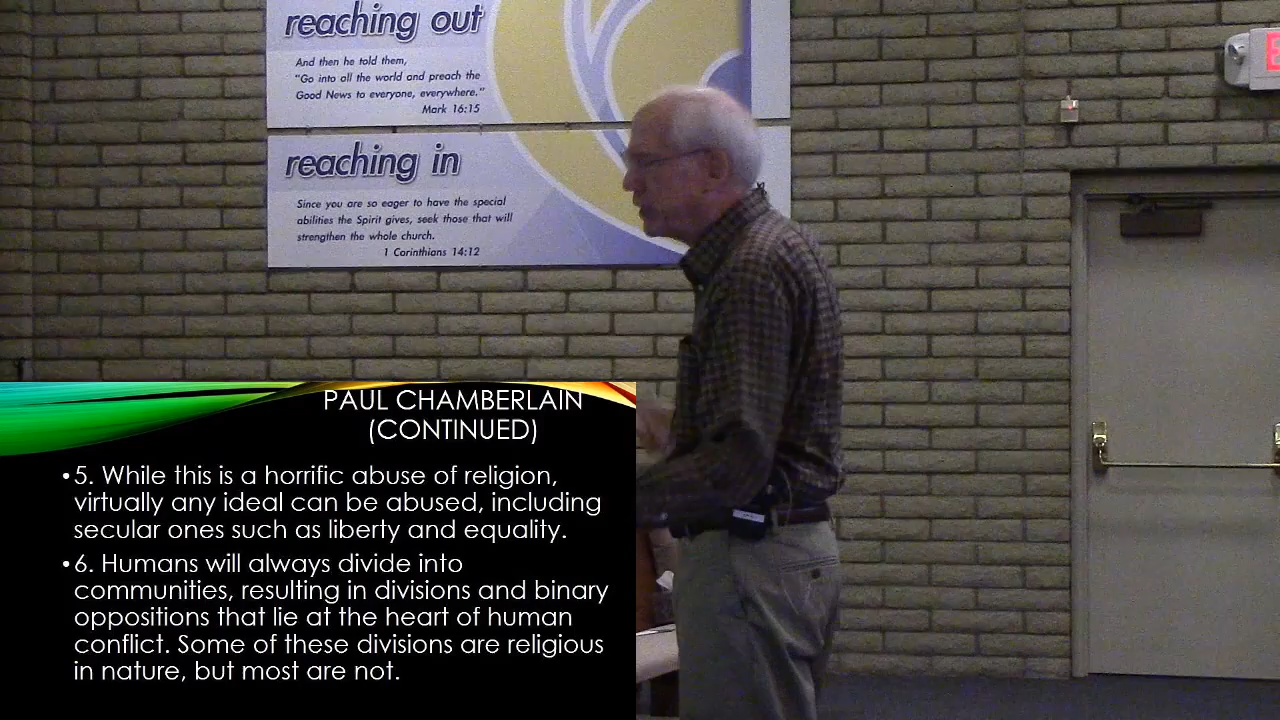 reaching out
And then he told them,
"Go into all the world and preach the
Good News to everyone, everywhere."
Mark 16:15
reaching in
Since you are so eager to have the special
abilities the Spirit gives, seek those that will
strengthen the whole church.
1 Corinthians 14:12
PAUL CHAMBERLAIN
(CONTINUED)
•5. While this is a horrific abuse of religion,
virtually any ideal can be abused, including
secular ones such as liberty and equality.
•6. Humans will always divide into
communities, resulting in divisions and binary
oppositions that lie at the heart of human
conflict. Some of these divisions are religious
in nature, but most are not.